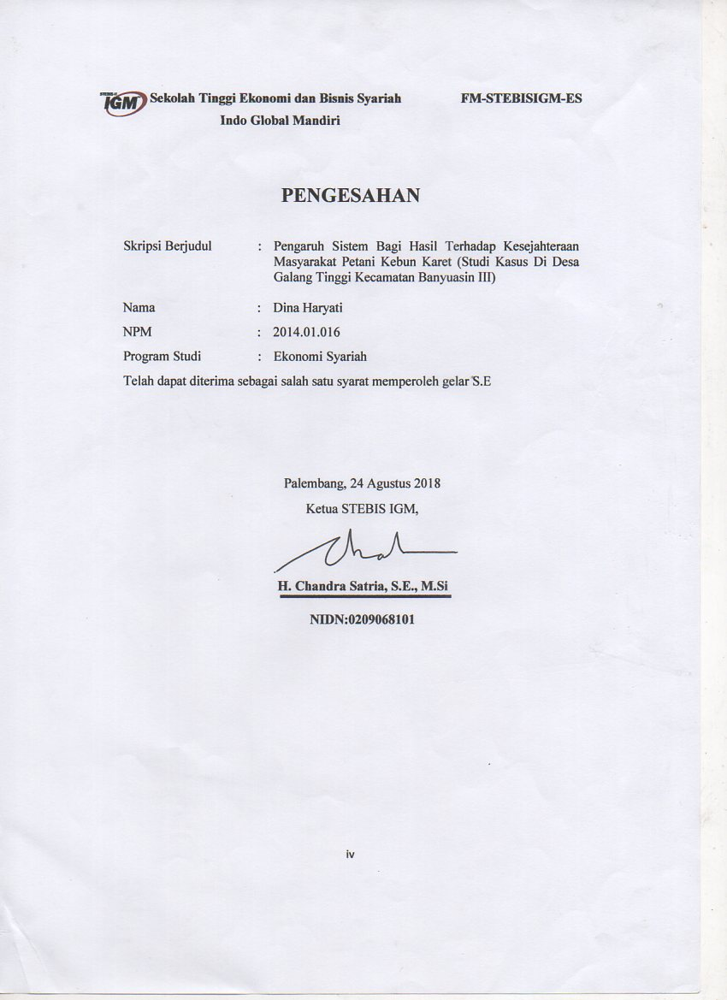 STEBIS IGM Sekolah Tinggi Ekonomi dan Bisnis Syariah FM-STEBISIGM-ES
Indo Global Mandiri
PENGESAHAN
Skripsi Berjudul : Pengaruh Sistem Bagi Hasil Terhadap Kesejahteraan
Masyarakat Petani Kebun Karet (Studi Kasus Di Desa
Galang Tinggi Kecamatan Banyuasin III)
Nama : Dina Haryati
NPM : 2014.01.016
Program Studi : Ekonomi Syariah
Telah dapat diterima sebagai salah satu syarat memperoleh gelar S.E
Palembang, 24 Agustus 2018
Ketua STEBIS IGM,
H. Chandra Satria, S.E., M.Si
NIDN:0209068101
iv